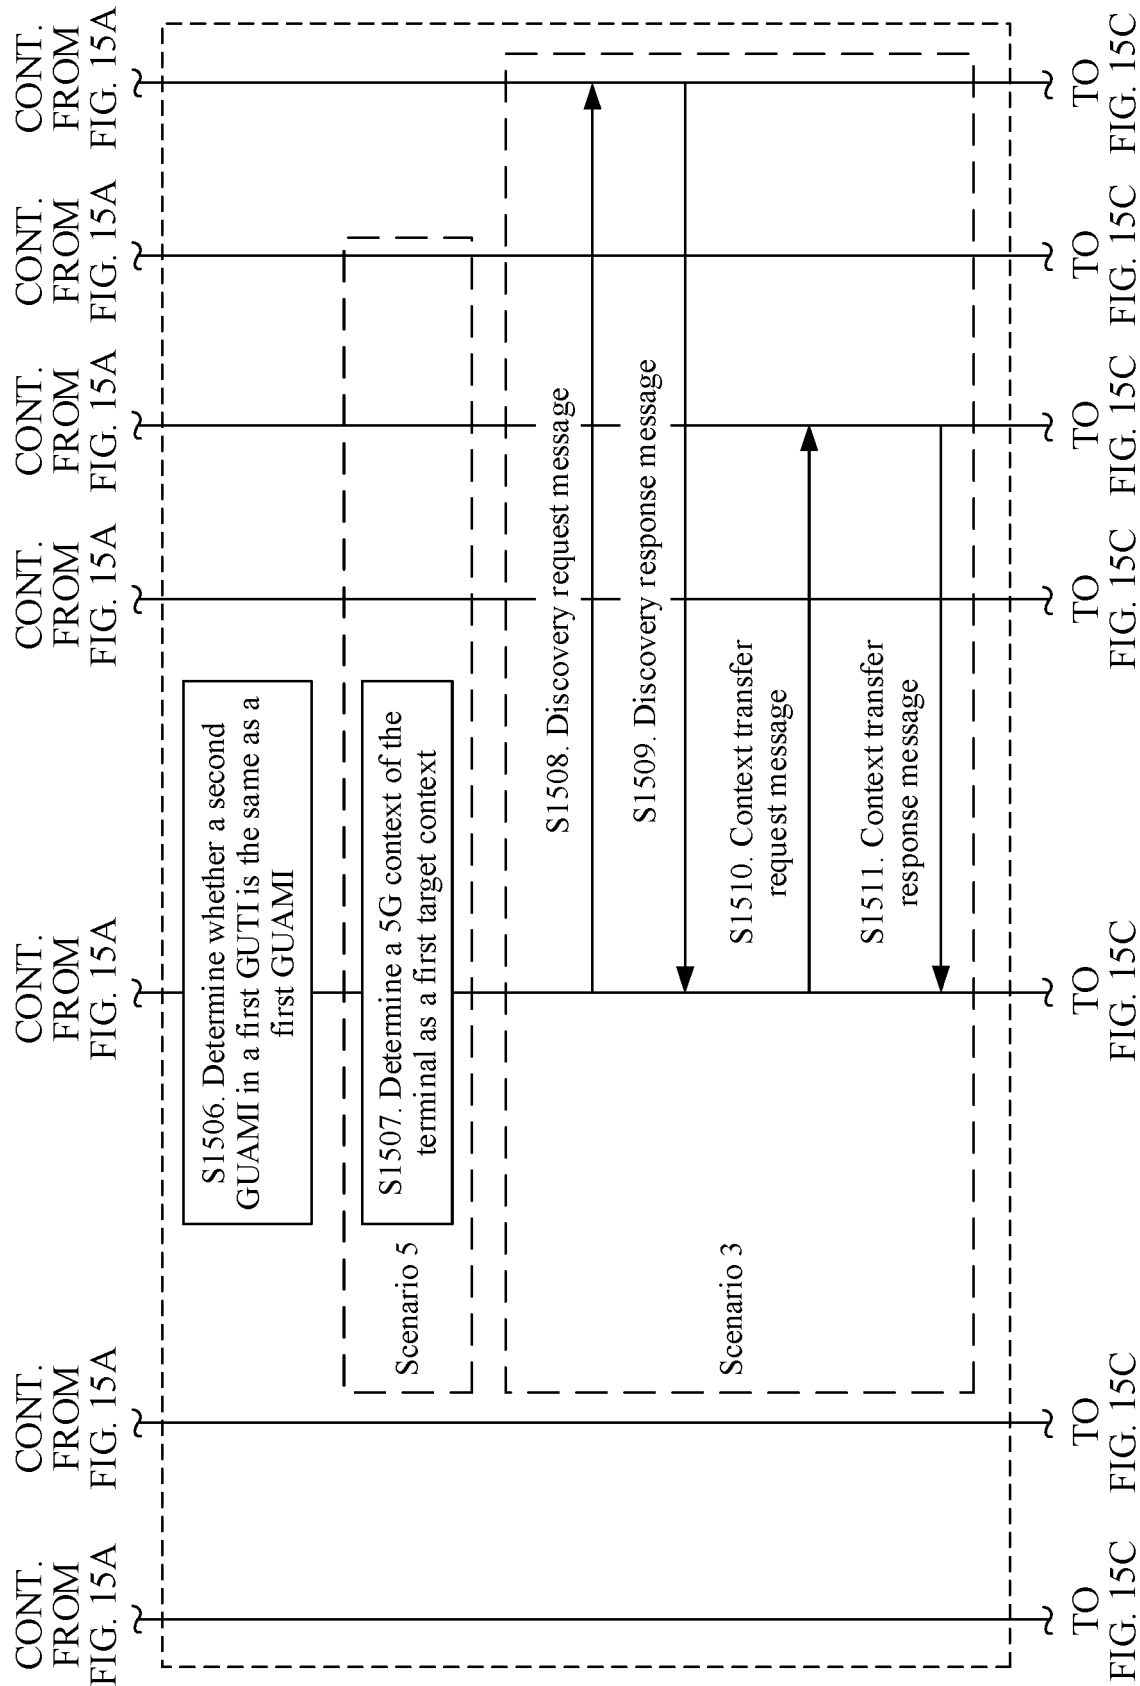 CONT.
FROM
FIG. 15A
CONT.
FROM
FIG. 15A
CONT.
FROM
FIG. 15A
CONT.
FROM
FIG. 15A
CONT.
FROM
FIG. 15A
CONT.
FROM
FIG. 15A
CONT.
FROM
FIG. 15A
S1506. Determine whether a second
GUAMI in a first GUTI is the same as a
first GUAMI
Scenario 5
S1507. Determine a 5G context of the
terminal as a first target context
Scenario 3
S1508. Discovery request message
S1509. Discovery response message
S1510. Context transfer
request message
S1511. Context transfer
response message
TO
FIG. 15C
TO
FIG. 15C
TO
FIG. 15C
TO
FIG. 15C
TO
FIG. 15C
TO
FIG. 15C
TO
FIG. 15C